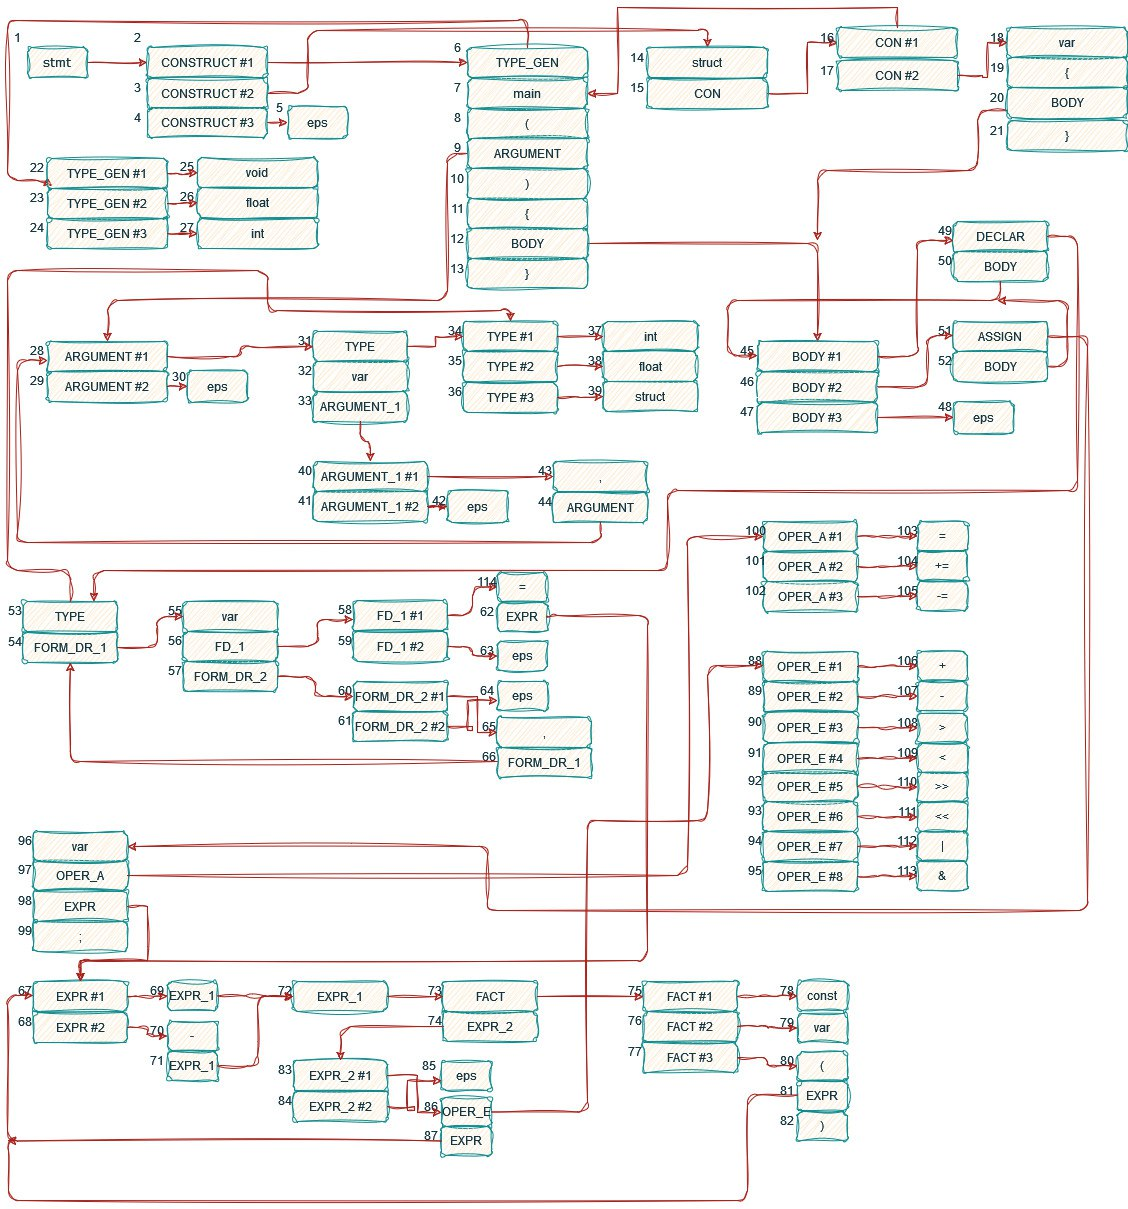 1
stmt
2
CONSTRUCT #1
3
CONSTRUCT #2
4
CONSTRUCT #3
5
eps
6
TYPE_GEN
7
main
8
(
9
ARGUMENT
10
)
11
{
12
BODY
13
}
14
struct
15
CON
16
CON #1
17
CON #2
18
var
19
{
20
BODY
21
}
22
TYPE_GEN #1
23
TYPE_GEN #2
24
TYPE_GEN #3
25
void
26
float
27
int
28
ARGUMENT #1
29
ARGUMENT #2
30
eps
31
TYPE
32
var
33
ARGUMENT_1
34
TYPE #1
35
TYPE #2
36
TYPE #3
37
int
38
float
39
struct
40
ARGUMENT_1 #1
41
ARGUMENT_1 #2
42
eps
43
,
44
ARGUMENT
45
BODY #1
46
BODY #2
47
BODY #3
48
eps
49
DECLAR
50
BODY
51
ASSIGN
52
BODY
53
TYPE
54
FORM_DR_1
55
var
56
FD_1
57
FORM_DR_2
58
FD_1 #1
59
FD_1 #2
60
FORM_DR_2 #1
61
FORM_DR_2 #2
114
=
62
EXPR
63
eps
64
eps
65
,
66
FORM_DR_1
100
OPER_A #1
101
OPER_A #2
102
OPER_A #3
103
=
104
+=
105
-=
88
OPER_E #1
89
OPER_E #2
90
OPER_E #3
91
OPER_E #4
92
OPER_E #5
93
OPER_E #6
94
OPER_E #7
95
OPER_E #8
106
+
107
-
108
>
109
<
110
>>
111
<<
112
|
113
&
96
var
97
OPER_A
98
EXPR
99
;
67
EXPR #1
68
EXPR #2
69
EXPR_1
70
-
71
EXPR_1
72
EXPR_1
73
FACT
74
EXPR_2
75
FACT #1
76
FACT #2
77
FACT #3
78
const
79
var
80
(
81
EXPR
82
)
83
EXPR_2 #1
84
EXPR_2 #2
85
eps
86
OPER_E
87
EXPR